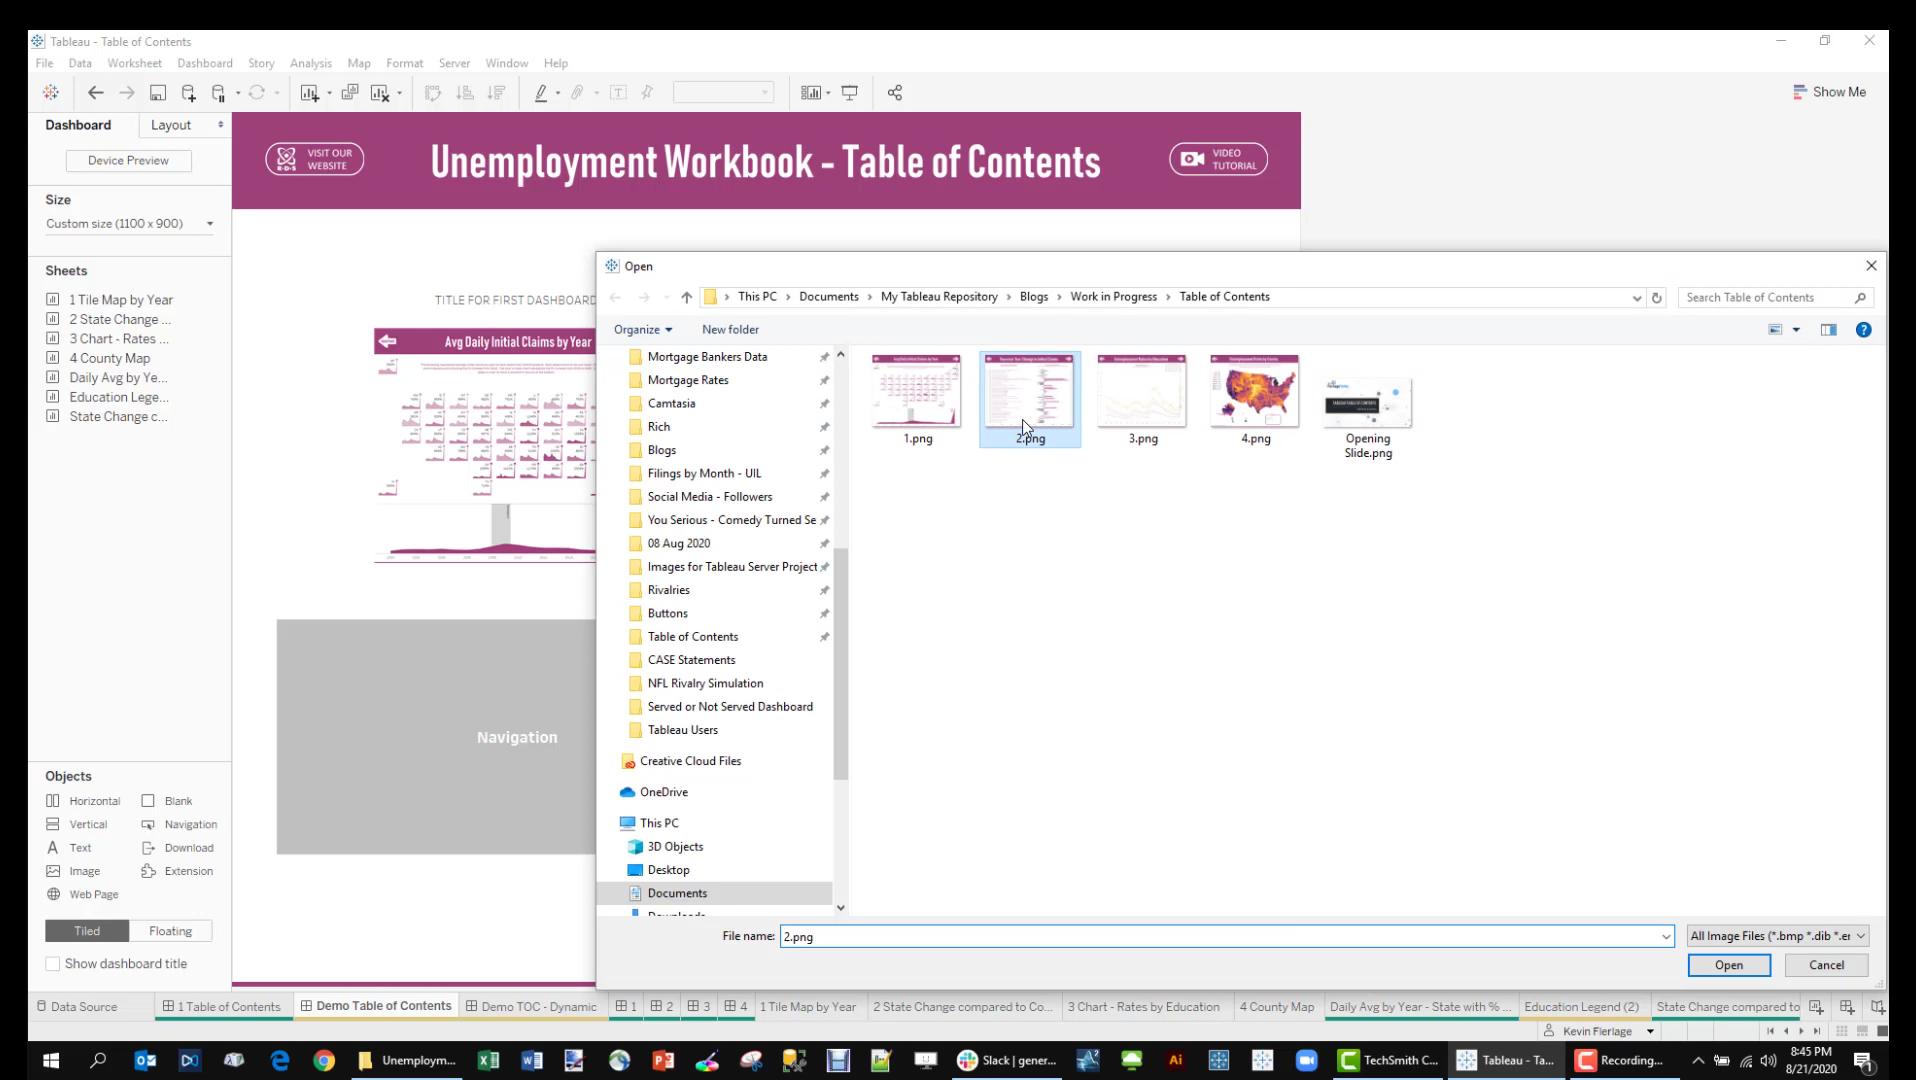 Tableau - Table of Contents
File Data Worksheet Dashboard Story Analysis Map Format Server Window Help
Show Me
Dashboard Layout
Device Preview
Size
Custom size (1100 x 900)
Sheets
1 Tile Map by Year
2 State Change ...
3 Chart - Rates ...
4 County Map
Daily Avg by Ye...
Education Lege...
State Change c...
Objects
Horizontal Blank
Vertical Navigation
Text Download
Image Extension
Web Page
Tiled Floating
Show dashboard title
VISIT OUR
WEBSITE
R·D·S
Unemployment Workbook - Table of Contents
VIDEO
TUTORIAL
TITLE FOR FIRST DASHBOARD
Avg Daily Initial Claims by Year
Navigation
Open
This PC Documents My Tableau Repository Blogs Work in Progress Table of Contents
Search Table of Contents
Organize New folder
Mortgage Bankers Data
Mortgage Rates
Camtasia
Rich
Blogs
Filings by Month - UIL
Social Media - Followers
You Serious - Comedy Turned Se
08 Aug 2020
Images for Tableau Server Project
Rivalries
Buttons
Table of Contents
CASE Statements
NFL Rivalry Simulation
Served or Not Served Dashboard
Tableau Users
Creative Cloud Files
OneDrive
This PC
3D Objects
Desktop
Documents
Downloads
1.png
2.png
3.png
4.png
Opening
Slide.png
File name: 2.png
All Image Files (*.bmp *.dib *.er
Open Cancel
Data Source 1 Table of Contents Demo Table of Contents Demo TOC - Dynamic 1 2 3 4 1 Tile Map by Year 2 State Change compared to Co... 3 Chart - Rates by Education 4 County Map Daily Avg by Year - State with % ... Education Legend (2) State Change compared to
Kevin Flerlage
Unemploym... Slack | gener... Ai TechSmith C... Tableau - Ta... Recording...
8:45 PM
8/21/2020